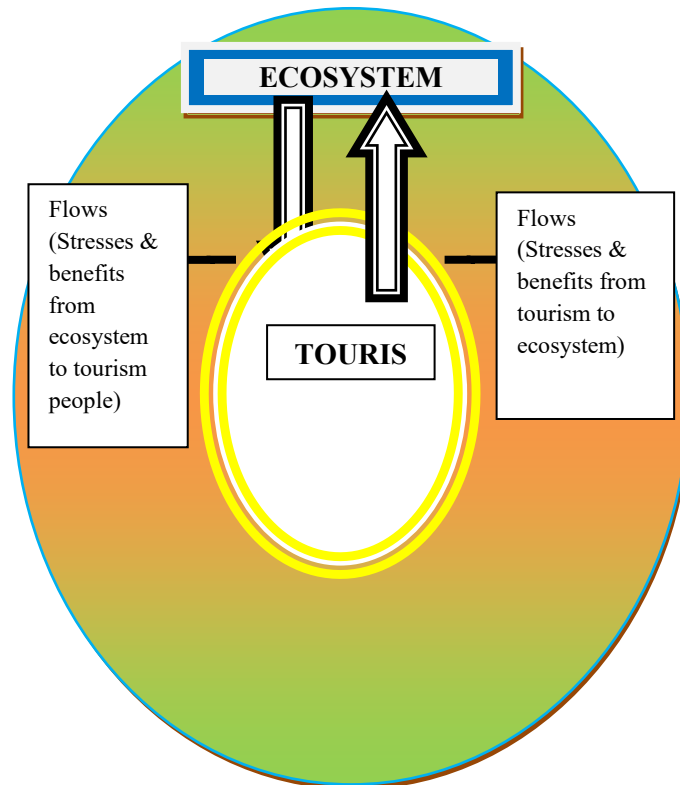 ECOSYSTEM
Flows
(Stresses &
benefits
from
ecosystem
to tourism
people)
Flows
(Stresses &
benefits from
tourism to
ecosystem)
TOURIS